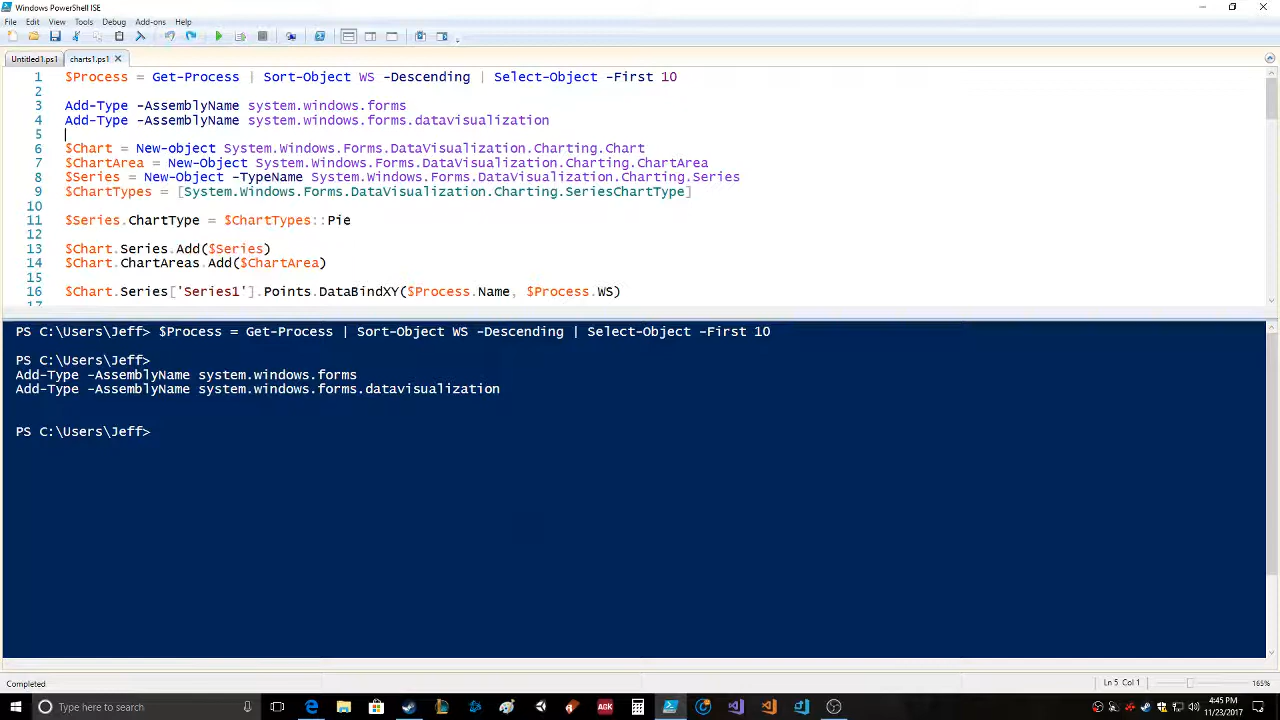 Windows PowerShell ISE
File Edit View Tools Debug Add-ons Help
Untitled1.ps1 charts1.ps1
1 $Process = Get-Process | Sort-Object WS -Descending | Select-Object -First 10
2
3 Add-Type -AssemblyName system.windows.forms
4 Add-Type -AssemblyName system.windows.forms.datavisualization
5
6 $Chart = New-object System.Windows.Forms.DataVisualization.Charting.Chart
7 $ChartArea = New-Object System.Windows.Forms.DataVisualization.Charting.ChartArea
8 $Series = New-Object -TypeName System.Windows.Forms.DataVisualization.Charting.Series
9 $ChartTypes = [System.Windows.Forms.DataVisualization.Charting.SeriesChartType]
10
11 $Series.ChartType = $ChartTypes::Pie
12
13 $Chart.Series.Add($Series)
14 $Chart.ChartAreas.Add($ChartArea)
15
16 $Chart.Series['Series1'].Points.DataBindXY($Process.Name, $Process.WS)
17
PS C:\Users\Jeff> $Process = Get-Process | Sort-Object WS -Descending | Select-Object -First 10
PS C:\Users\Jeff>
Add-Type -AssemblyName system.windows.forms
Add-Type -AssemblyName system.windows.forms.datavisualization
PS C:\Users\Jeff>
Completed Ln 5 Col 1 165%
Type here to search AGK 4:45 PM
11/23/2017